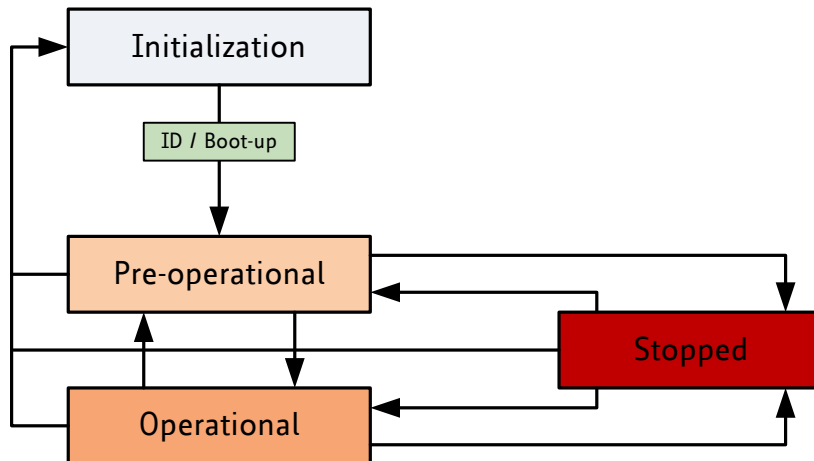 Initialization
ID / Boot-up
Pre-operational
Stopped
Operational